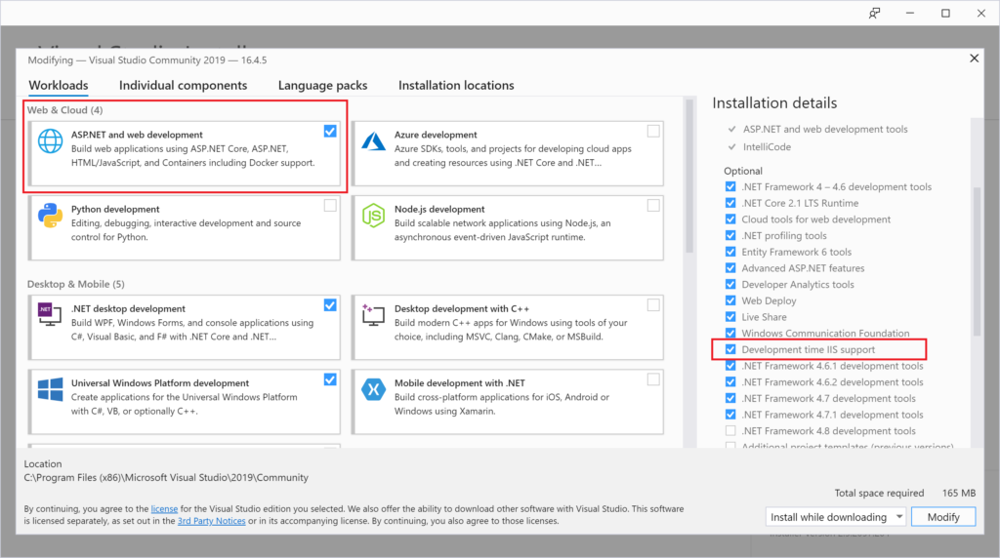 Modifying — Visual Studio Community 2019 — 16.4.5
Workloads
Individual components
Language packs
Installation locations
Web & Cloud (4)
ASP.NET and web development
Build web applications using ASP.NET Core, ASP.NET,
HTML/JavaScript, and Containers including Docker support.
Azure development
Azure SDKs, tools, and projects for developing cloud apps
and creating resources using .NET Core and .NET...
Python development
Editing, debugging, interactive development and source
control for Python.
Node.js development
Build scalable network applications using Node.js, an
asynchronous event-driven JavaScript runtime.
Desktop & Mobile (5)
.NET
.NET desktop development
Build WPF, Windows Forms, and console applications using
C#, Visual Basic, and F# with .NET Core and .NET...
Desktop development with C++
Build modern C++ apps for Windows using tools of your
choice, including MSVC, Clang, CMake, or MSBuild.
Universal Windows Platform development
Create applications for the Universal Windows Platform
with C#, VB, or optionally C++.
Mobile development with .NET
Build cross-platform applications for iOS, Android or
Windows using Xamarin.
Installation details
ASP.NET and web development tools
IntelliCode
Optional
.NET Framework 4 – 4.6 development tools
.NET Core 2.1 LTS Runtime
Cloud tools for web development
.NET profiling tools
Entity Framework 6 tools
Advanced ASP.NET features
Developer Analytics tools
Web Deploy
Live Share
Windows Communication Foundation
Development time IIS support
.NET Framework 4.6.1 development tools
.NET Framework 4.6.2 development tools
.NET Framework 4.7 development tools
.NET Framework 4.7.1 development tools
.NET Framework 4.8 development tools
Additional project templates (previous versions)
Location
C:\Program Files (x86)\Microsoft Visual Studio\2019\Community
Total space required 165 MB
By continuing, you agree to the license for the Visual Studio edition you selected. We also offer the ability to download other software with Visual Studio. This software
is licensed separately, as set out in the 3rd Party Notices or in its accompanying license. By continuing, you also agree to those licenses.
Install while downloading
Modify